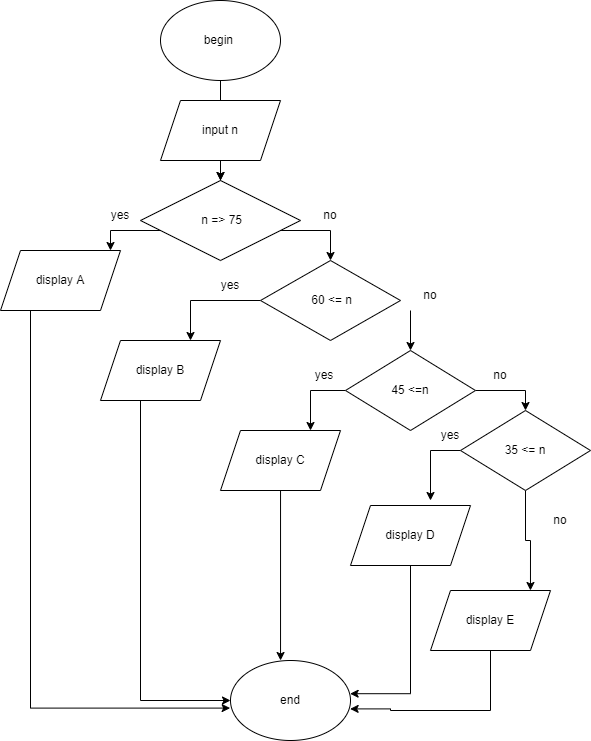 begin
input n
n => 75
yes
no
display A
60 <= n
yes
no
display B
45 <=n
yes
no
display C
35 <= n
yes
no
display D
display E
end